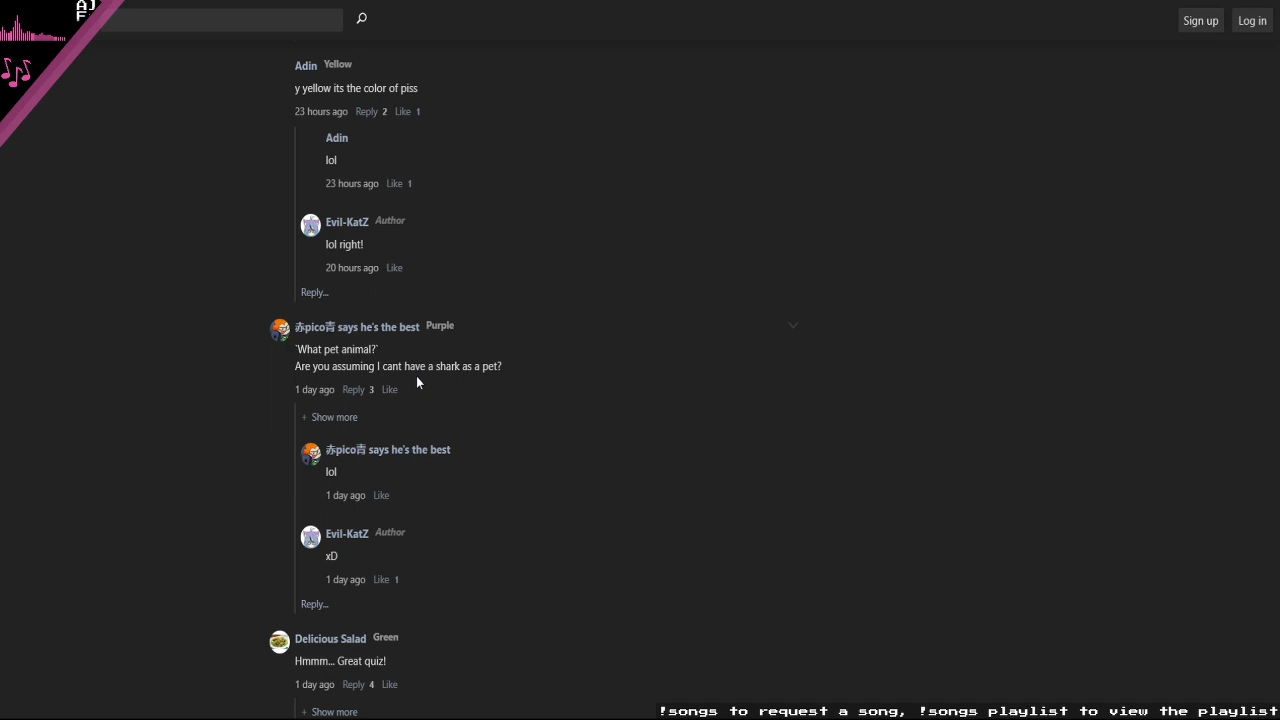 AJ
F
Sign up
Log in
Adin Yellow
y yellow its the color of piss
23 hours ago Reply 2 Like 1
Adin
lol
23 hours ago Like 1
Evil-KatZ Author
lol right!
20 hours ago Like
Reply...
赤pico青 says he's the best Purple
`What pet animal?`
Are you assuming I cant have a shark as a pet?
1 day ago Reply 3 Like
+ Show more
赤pico青 says he's the best
lol
1 day ago Like
Evil-KatZ Author
xD
1 day ago Like 1
Reply...
Delicious Salad Green
Hmmm... Great quiz!
1 day ago Reply 4 Like
+ Show more
!songs to request a song, !songs playlist to view the playlist